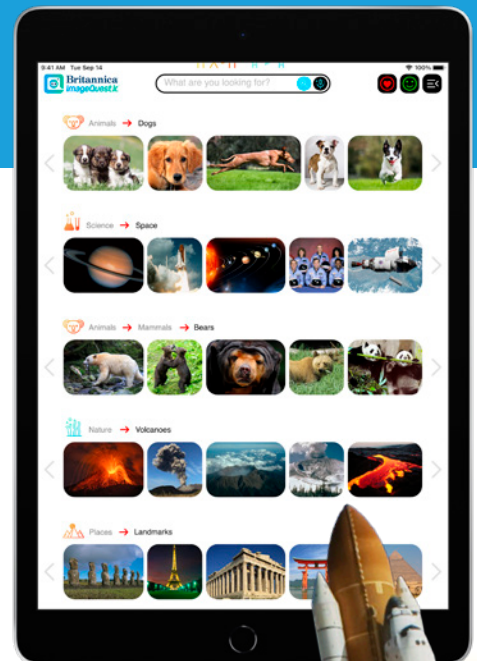 9:41 AM Tue Sep 14
100%
Britannica
ImageQuest.k
What are you looking for?
Animals → Dogs
Science → Space
Animals → Mammals → Bears
Nature → Volcanoes
Places → Landmarks